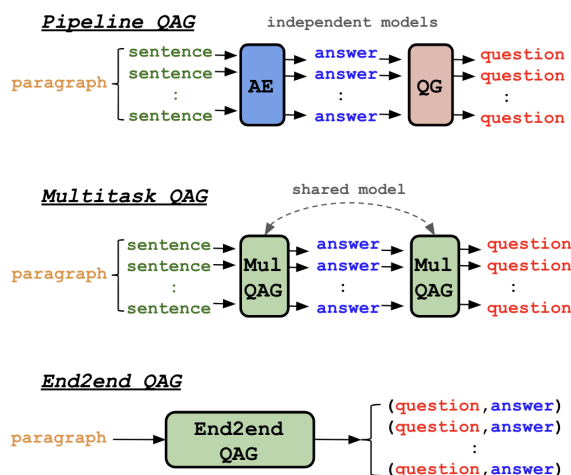 Pipeline QAG
independent models
paragraph
sentence
sentence
:
sentence
AE
answer
answer
:
answer
QG
question
question
:
question
Multitask QAG
shared model
paragraph
sentence
sentence
:
sentence
Mul
QAG
answer
answer
:
answer
Mul
QAG
question
question
:
question
End2end QAG
paragraph
End2end
QAG
(question,answer)
(question,answer)
:
(question,answer)